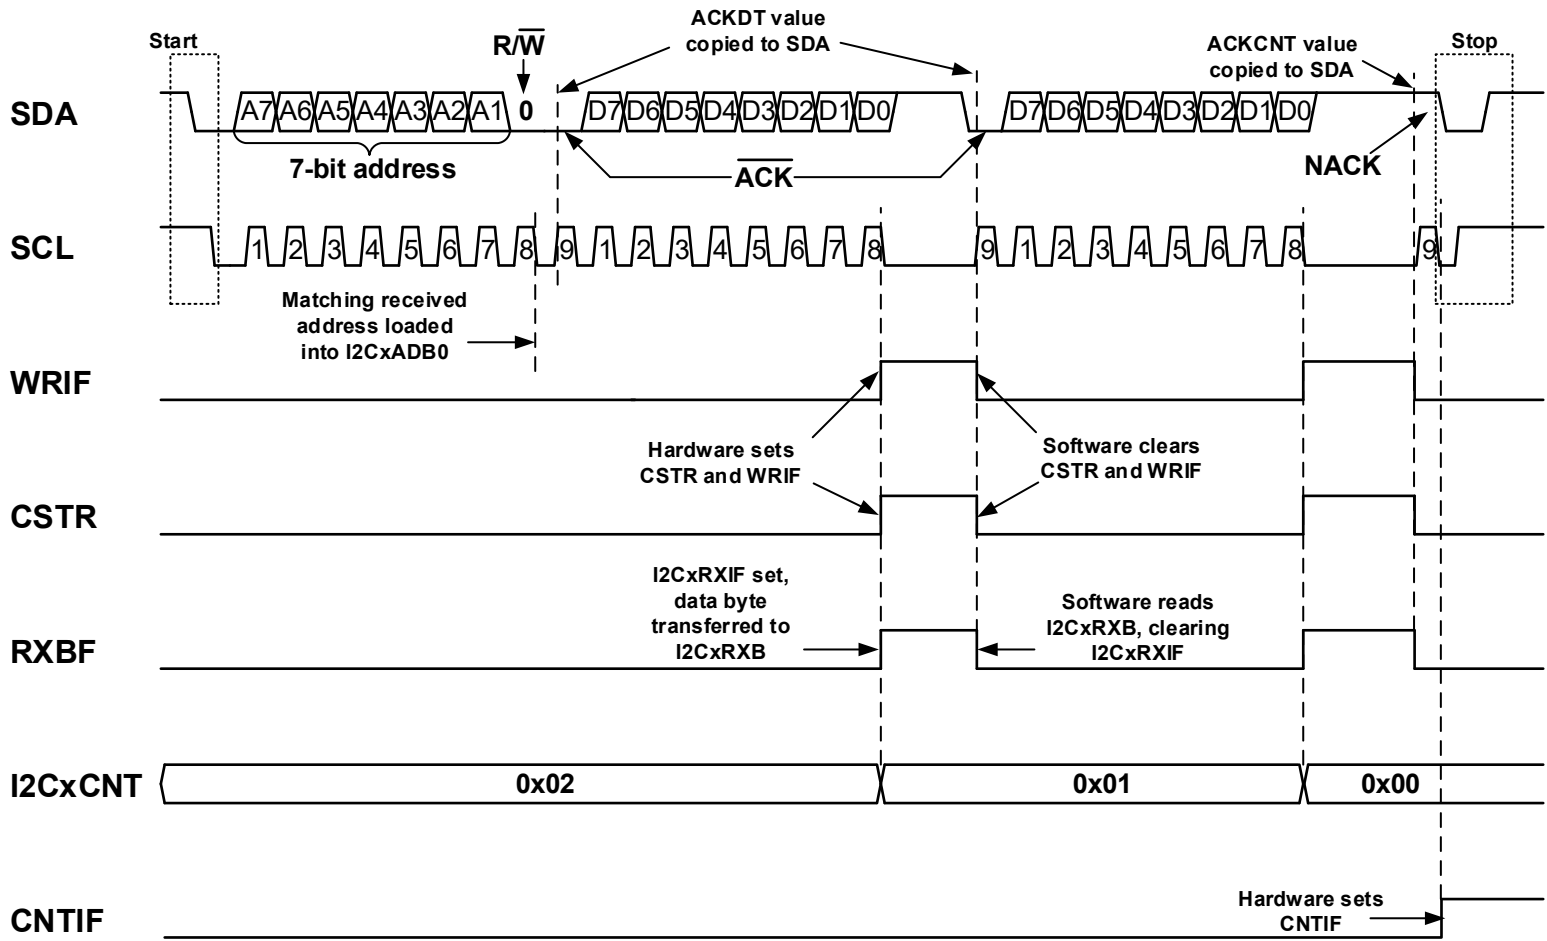 Start
R/W
ACKDT value
copied to SDA
ACKCNT value
copied to SDA
Stop
SDA
A7 A6 A5 A4 A3 A2 A1 0 D7 D6 D5 D4 D3 D2 D1 D0 D7 D6 D5 D4 D3 D2 D1 D0
7-bit address
ACK
NACK
SCL
1 2 3 4 5 6 7 8 9 1 2 3 4 5 6 7 8 9 1 2 3 4 5 6 7 8 9
Matching received
address loaded
into I2CxADB0
WRIF
Hardware sets
CSTR and WRIF
Software clears
CSTR and WRIF
CSTR
I2CxRXIF set,
data byte
transferred to
I2CxRXB
Software reads
I2CxRXB, clearing
I2CxRXIF
RXBF
I2CxCNT
0x02 0x01 0x00
Hardware sets
CNTIF
CNTIF